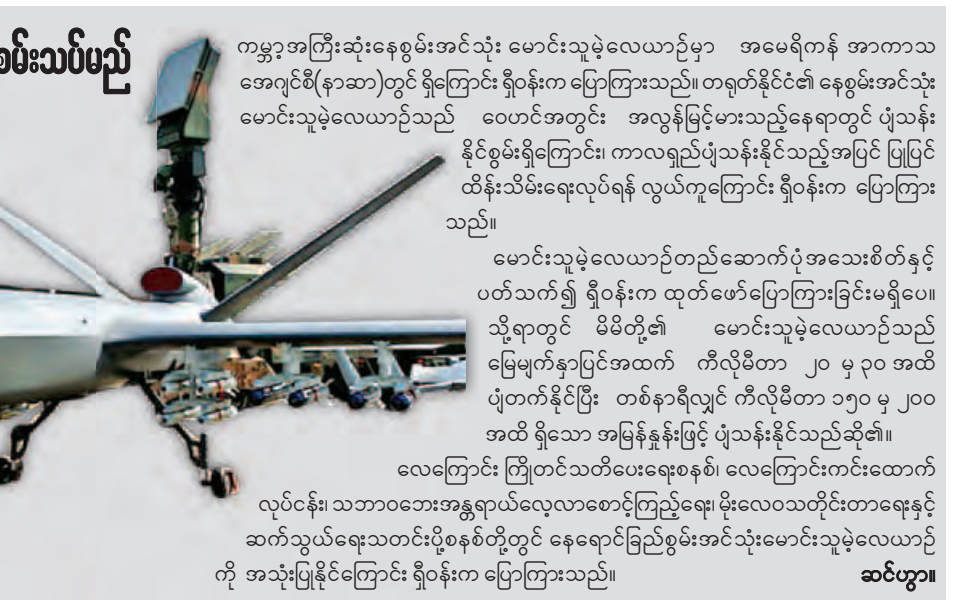 စမ်းသပ်မည်
ကမ္ဘာ့အကြီးဆုံးနေစွမ်းအင်သုံး မောင်းသူမဲ့လေယာဉ်မှာ အမေရိကန် အာကာသ
အေဂျင်စီ(နာဆာ)တွင် ရှိကြောင်း ရှီဝန်းက ပြောကြားသည်။ တရုတ်နိုင်ငံ၏ နေစွမ်းအင်သုံး
မောင်းသူမဲ့လေယာဉ်သည် ဝေဟင်အတွင်း အလွန်မြင့်မားသည့်နေရာတွင် ပျံသန်း
နိုင်စွမ်းရှိကြောင်း၊ ကာလရှည်ပျံသန်းနိုင်သည့်အပြင် ပြုပြင်
ထိန်းသိမ်းရေးလုပ်ရန် လွယ်ကူကြောင်း ရှီဝန်းက ပြောကြား
သည်။
မောင်းသူမဲ့လေယာဉ်တည်ဆောက်ပုံအသေးစိတ်နှင့်
ပတ်သက်၍ ရှီဝန်းက ထုတ်ဖော်ပြောကြားခြင်းမရှိပေ။
သို့ရာတွင် မိမိတို့၏ မောင်းသူမဲ့လေယာဉ်သည်
မြေမျက်နှာပြင်အထက် ကီလိုမီတာ ၂၀ မှ ၃၀ အထိ
ပျံတက်နိုင်ပြီး တစ်နာရီလျှင် ကီလိုမီတာ ၁၅၀ မှ ၂၀၀
အထိ ရှိသော အမြန်နှုန်းဖြင့် ပျံသန်းနိုင်သည်ဆို၏။
လေကြောင်း ကြိုတင်သတိပေးရေးစနစ်၊ လေကြောင်းကင်းထောက်
လုပ်ငန်း၊ သဘာဝဘေးအန္တရာယ်လေ့လာစောင့်ကြည့်ရေး၊ မိုးလေဝသတိုင်းတာရေးနှင့်
ဆက်သွယ်ရေးသတင်းပို့စနစ်တို့တွင် နေရောင်ခြည်စွမ်းအင်သုံးမောင်းသူမဲ့လေယာဉ်
ကို အသုံးပြုနိုင်ကြောင်း ရှီဝန်းက ပြောကြားသည်။ ဆင်ဟွာ။